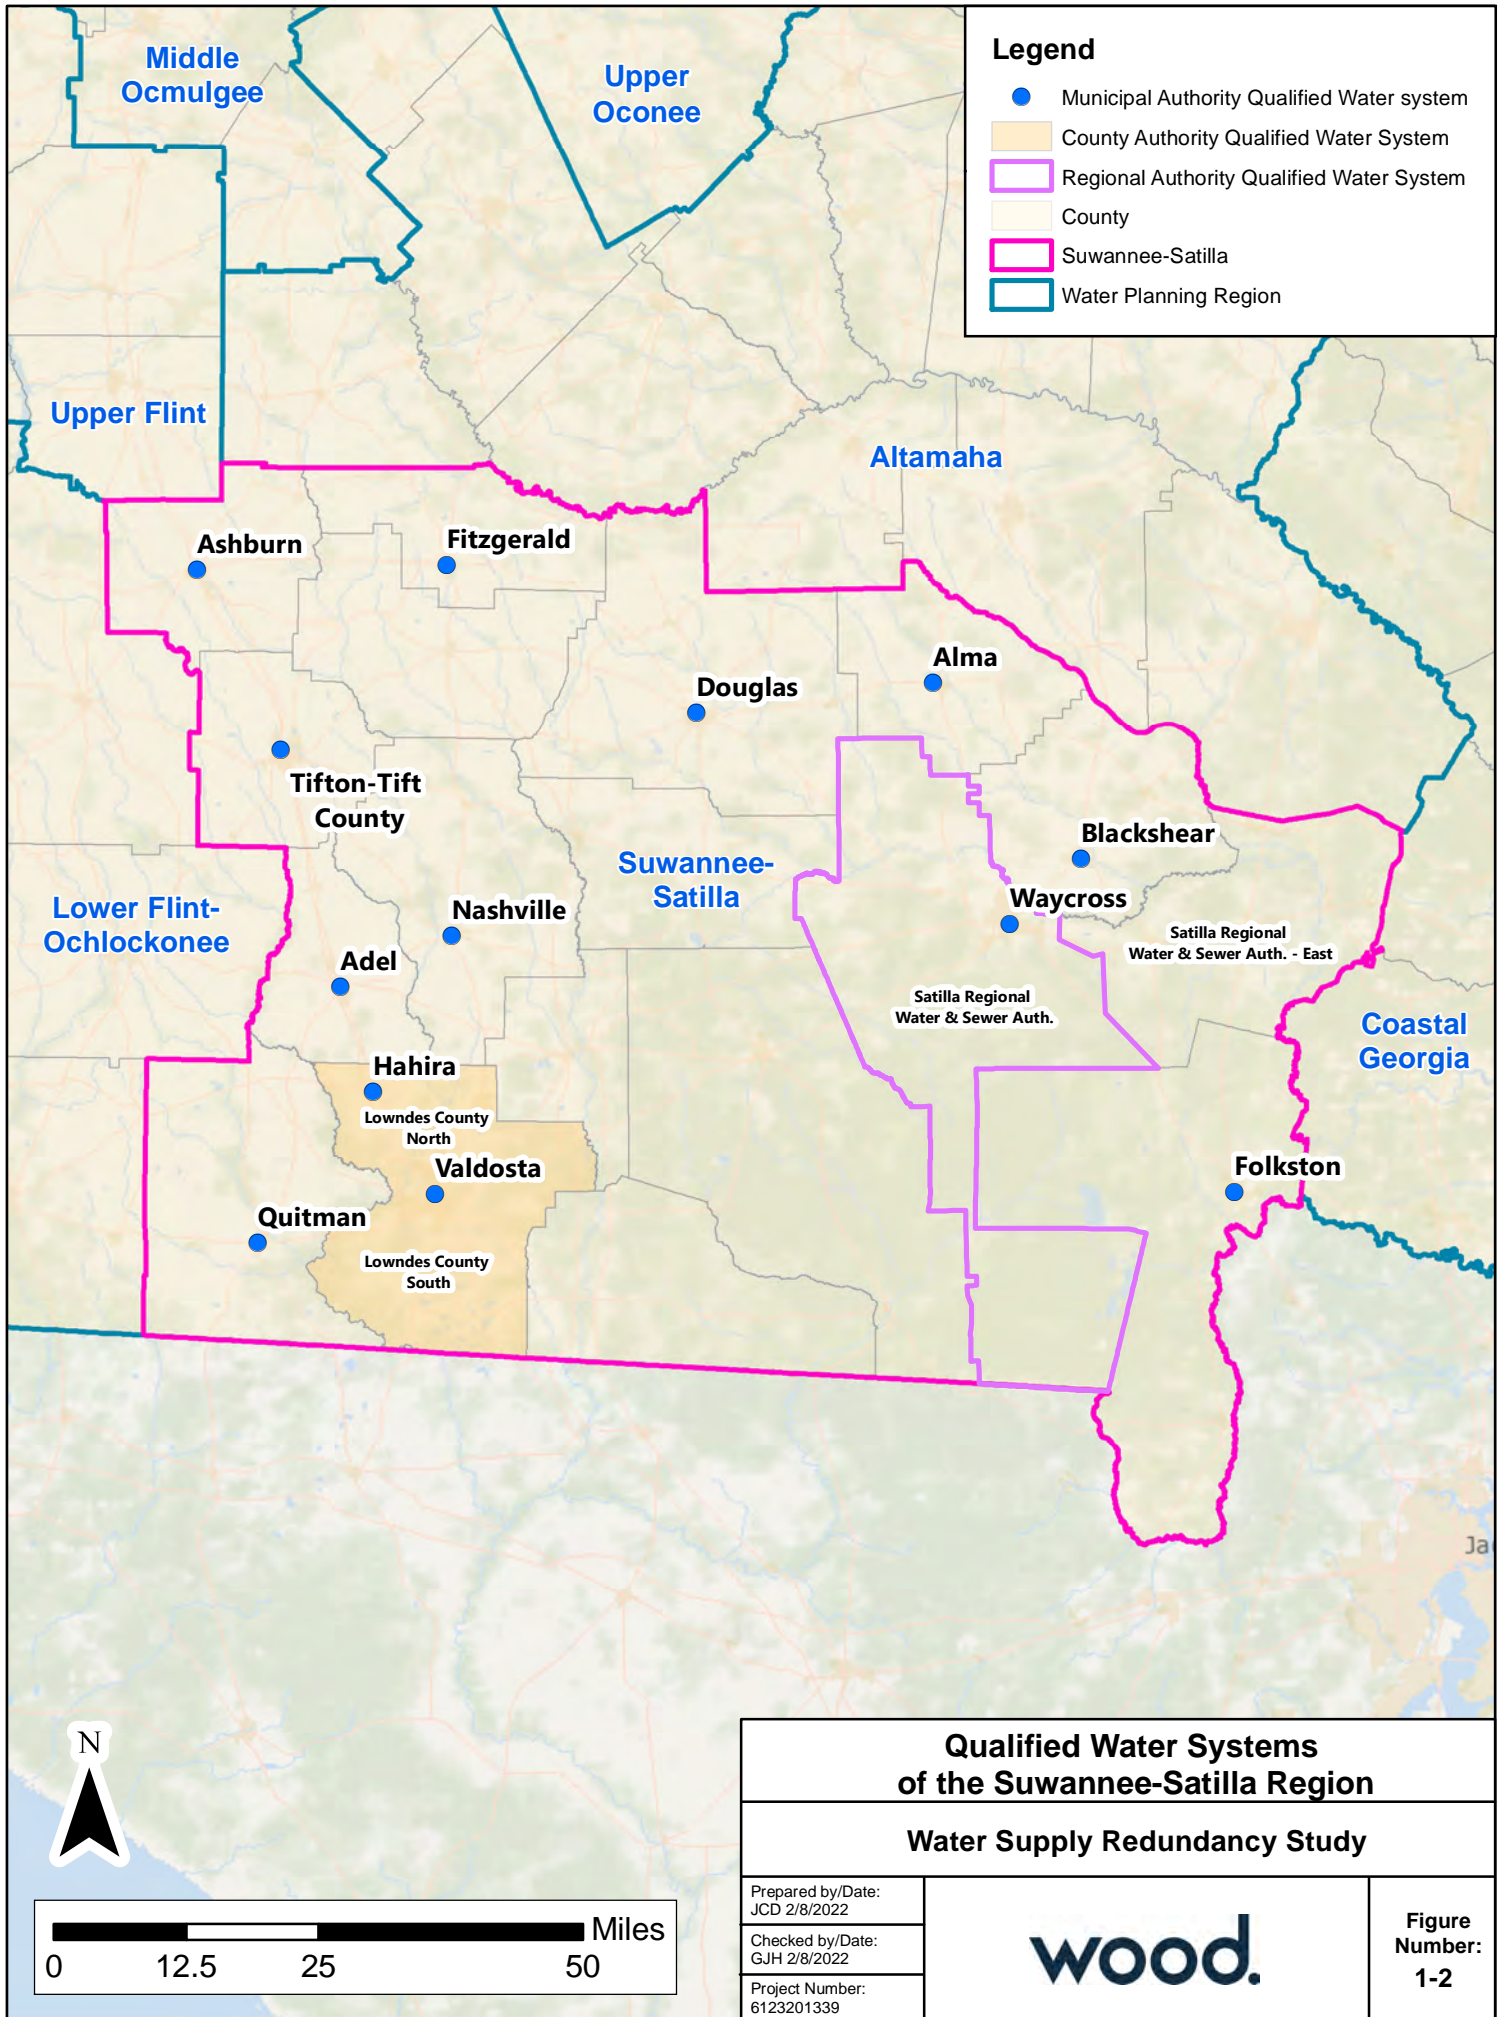 Middle
Ocmulgee
Upper
Oconee
Legend
Municipal Authority Qualified Water system
County Authority Qualified Water System
Regional Authority Qualified Water System
County
Suwannee-Satilla
Water Planning Region
Upper Flint
Altamaha
Ashburn
Fitzgerald
Alma
Douglas
Tifton-Tift
County
Blackshear
Suwannee-
Satilla
Lower Flint-
Ochlockonee
Nashville
Waycross
Satilla Regional
Water & Sewer Auth. - East
Adel
Satilla Regional
Water & Sewer Auth.
Coastal
Georgia
Hahira
Lowndes County
North
Valdosta
Folkston
Quitman
Lowndes County
South
Ja
N
Miles
0 12.5 25 50
Qualified Water Systems
of the Suwannee-Satilla Region
Water Supply Redundancy Study
Prepared by/Date:
JCD 2/8/2022
Checked by/Date:
GJH 2/8/2022
Project Number:
6123201339
wood.
Figure
Number:
1-2